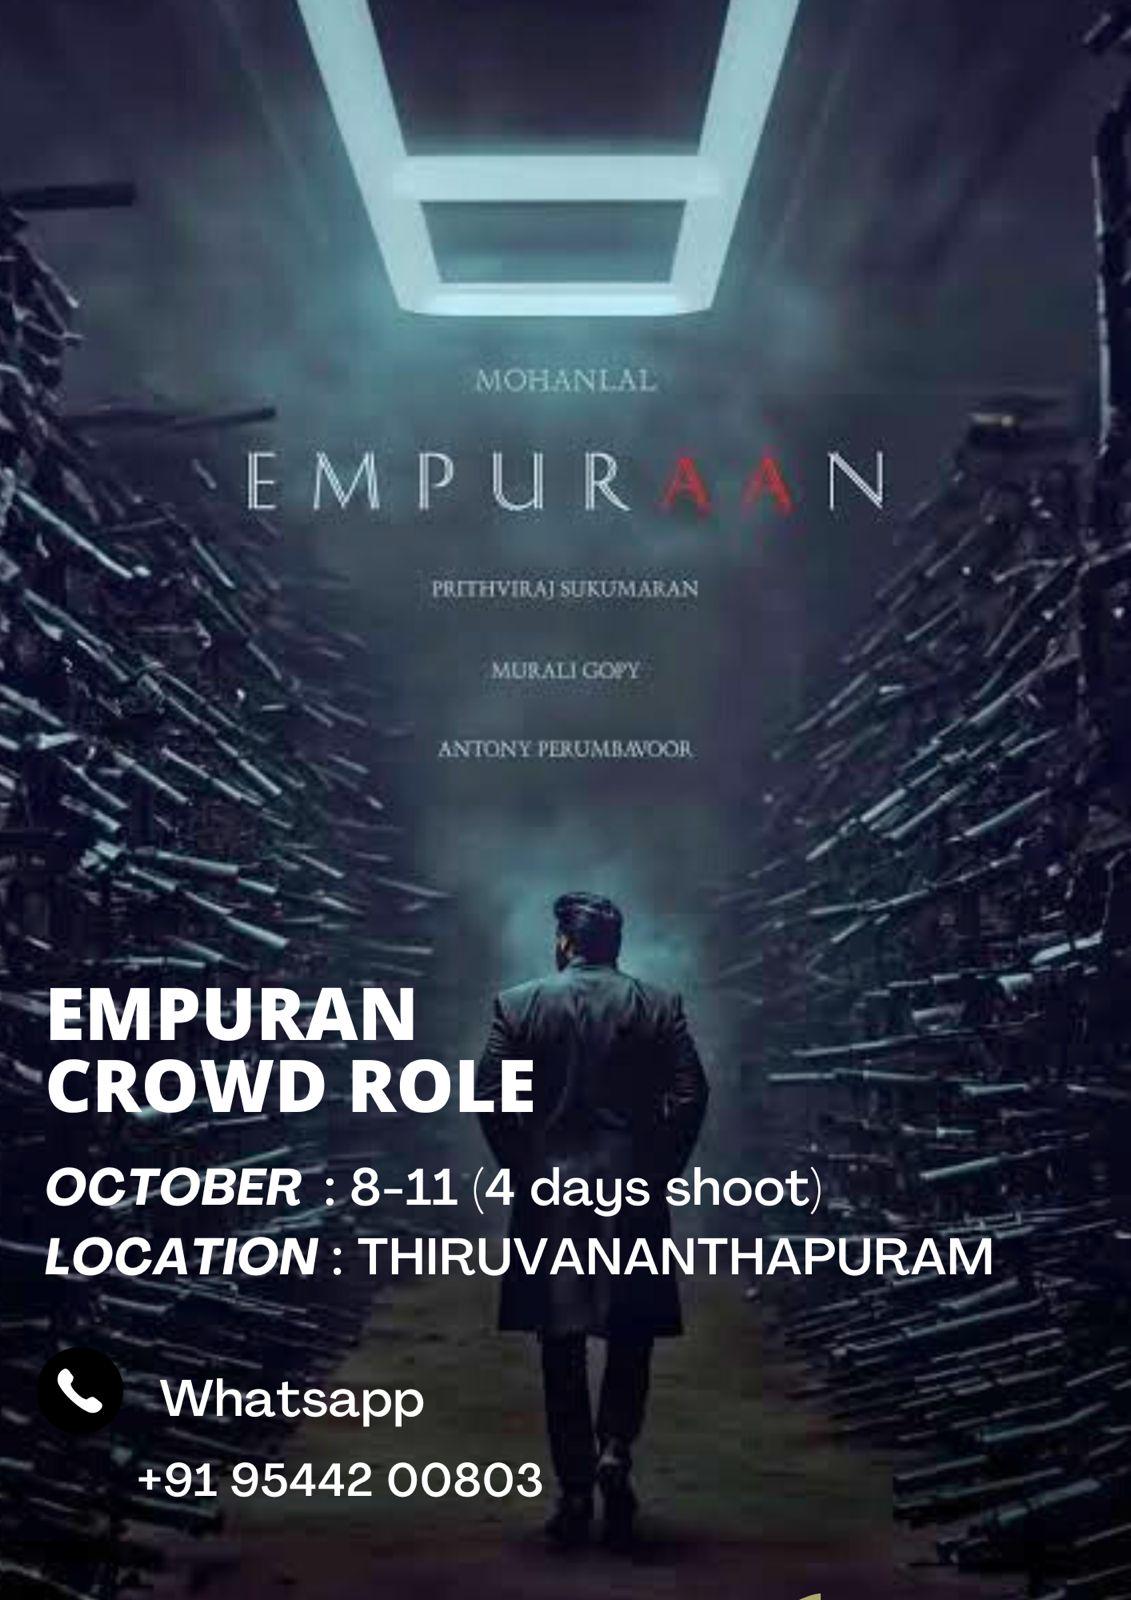 MOHANLAL
EMPURAAN
PRITHVIRAJ SUKUMARAN
MURALI GOPY
ANTONY PERUMBAVOOR
EMPURAN
CROWD ROLE
OCTOBER : 8-11 (4 days shoot)
LOCATION : THIRUVANANTHAPURAM
Whatsapp
+91 95442 00803